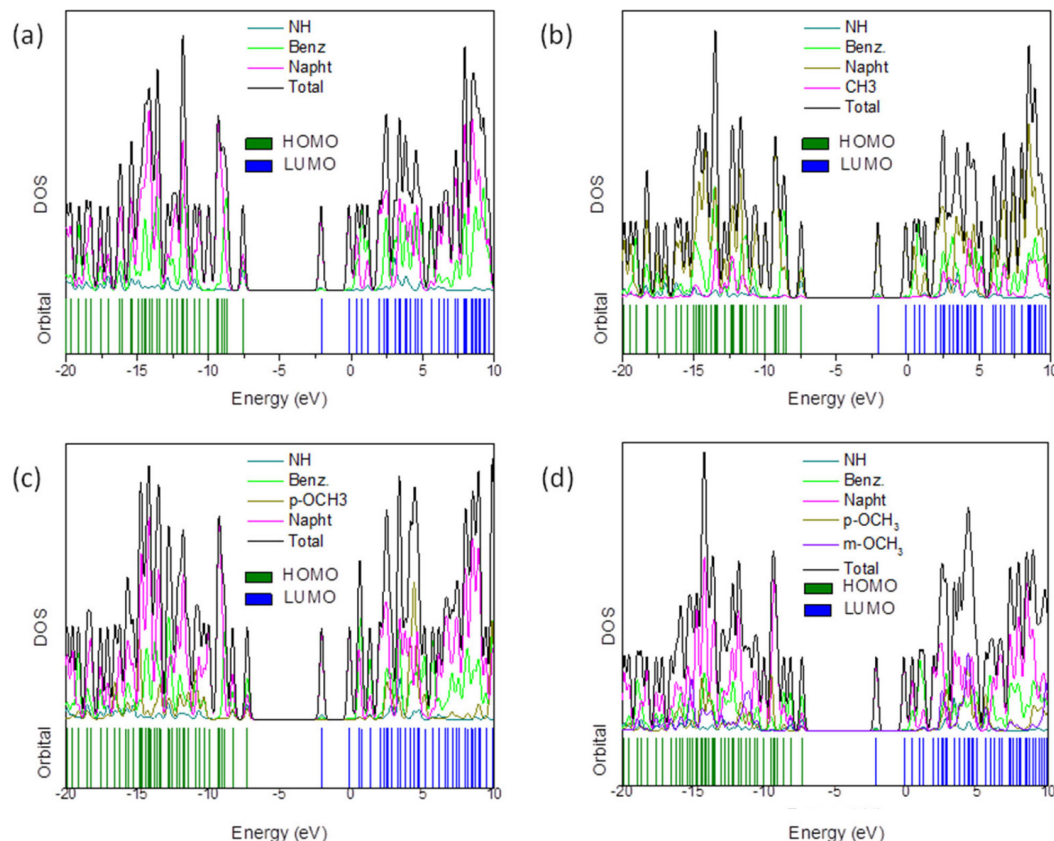 (a)
NH
Benz
Napht
Total
HOMO
LUMO
DOS
Orbital
-20 -15 -10 -5 0 5 10
Energy (eV)
(b)
NH
Benz.
Napht
CH3
Total
HOMO
LUMO
DOS
Orbital
-20 -15 -10 -5 0 5 10
Energy (eV)
(c)
NH
Benz.
p-OCH3
Napht
Total
HOMO
LUMO
DOS
Orbital
-20 -15 -10 -5 0 5 10
Energy (eV)
(d)
NH
Benz.
Napht
p-OCH₃
m-OCH₃
Total
HOMO
LUMO
DOS
Orbital
-20 -15 -10 -5 0 5 10
Energy (eV)